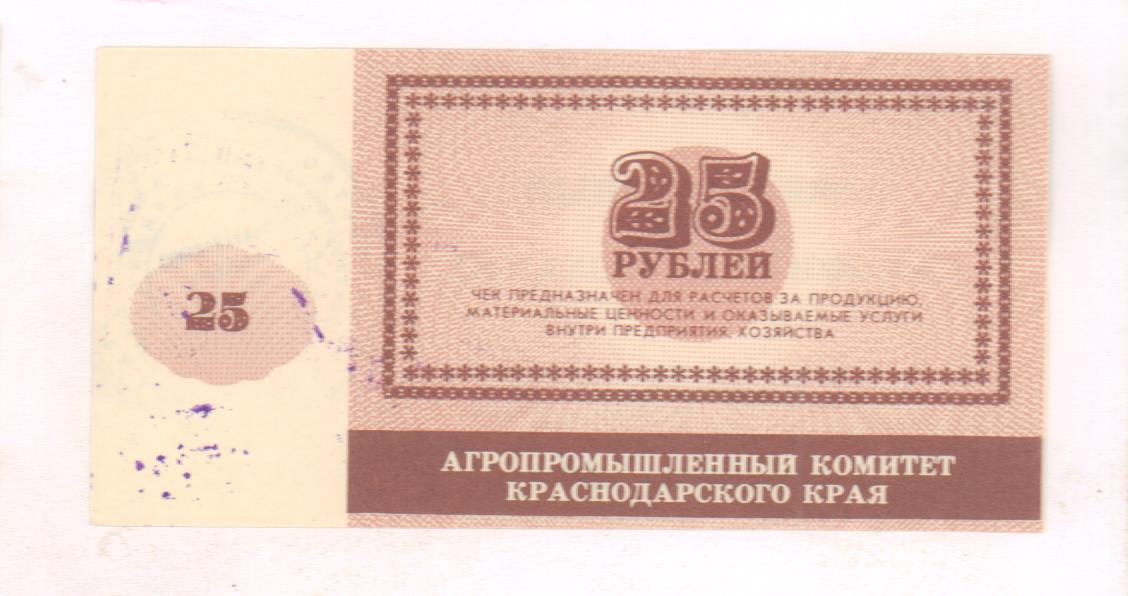 25
25
РУБЛЕЙ
ЧЕК ПРЕДНАЗНАЧЕН ДЛЯ РАСЧЕТОВ ЗА ПРОДУКЦИЮ,
МАТЕРИАЛЬНЫЕ ЦЕННОСТИ И ОКАЗЫВАЕМЫЕ УСЛУГИ
ВНУТРИ ПРЕДПРИЯТИЯ, ХОЗЯЙСТВА
АГРОПРОМЫШЛЕННЫЙ КОМИТЕТ
КРАСНОДАРСКОГО КРАЯ